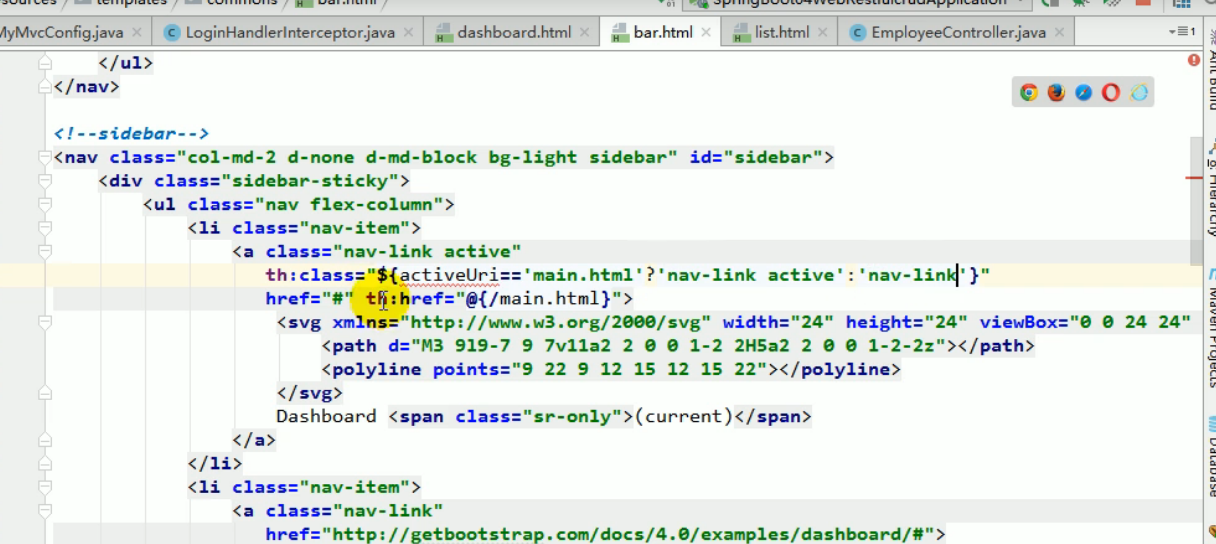 templates commons bar.html
MyMvcConfig.java LoginHandlerInterceptor.java dashboard.html bar.html list.html EmployeeController.java 1
</ul>
</nav>
<!--sidebar-->
<nav class="col-md-2 d-none d-md-block bg-light sidebar" id="sidebar">
<div class="sidebar-sticky">
<ul class="nav flex-column">
<li class="nav-item">
<a class="nav-link active"
th:class="${activeUri=='main.html'?'nav-link active':'nav-link'}"
href="#" th:href="@{/main.html}">
<svg xmlns="http://www.w3.org/2000/svg" width="24" height="24" viewBox="0 0 24 24"
<path d="M3 9l9-7 9 7v11a2 2 0 0 1-2 2H5a2 2 0 0 1-2-2z"></path>
<polyline points="9 22 9 12 15 12 15 22"></polyline>
</svg>
Dashboard <span class="sr-only">(current)</span>
</a>
</li>
<li class="nav-item">
<a class="nav-link"
href="http://getbootstrap.com/docs/4.0/examples/dashboard/#">
Ant Build
Hierarchy
Maven Projects
Database